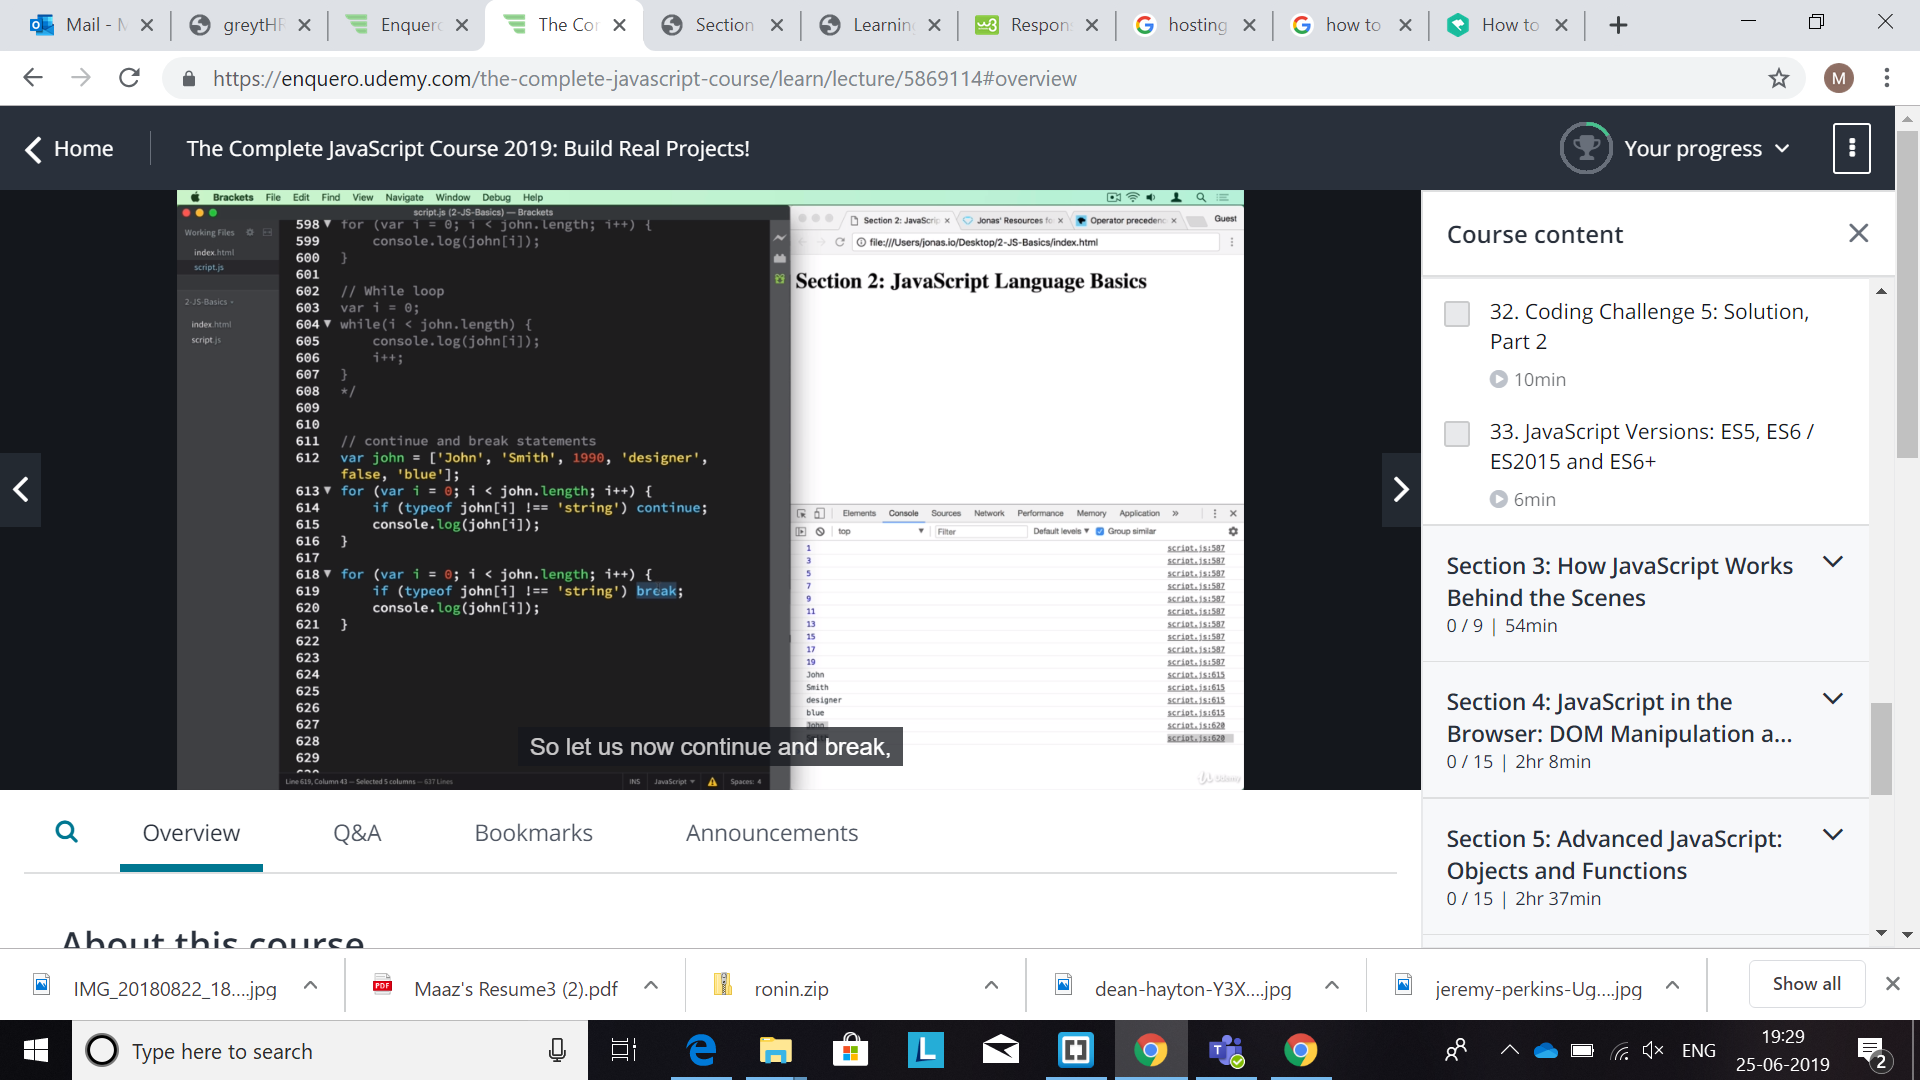 Mail - M
greytHR
Enquero
The Con
Section
Learning
Respons
hosting
how to
How to
https://enquero.udemy.com/the-complete-javascript-course/learn/lecture/5869114#overview
M
Home
The Complete JavaScript Course 2019: Build Real Projects!
Your progress
Brackets File Edit Find View Navigate Window Debug Help
script.js (2-JS-Basics) — Brackets
Working Files
index.html
script.js
2-JS-Basics
index.html
script.js
598 for (var i = 0; i < john.length; i++) {
599 console.log(john[i]);
600 }
601
602 // While loop
603 var i = 0;
604 while(i < john.length) {
605 console.log(john[i]);
606 i++;
607 }
608 */
609
610
611 // continue and break statements
612 var john = ['John', 'Smith', 1990, 'designer',
false, 'blue'];
613 for (var i = 0; i < john.length; i++) {
614 if (typeof john[i] !== 'string') continue;
615 console.log(john[i]);
616 }
617
618 for (var i = 0; i < john.length; i++) {
619 if (typeof john[i] !== 'string') break;
620 console.log(john[i]);
621 }
622
623
624
625
626
627
628
629
Line 619, Column 43 — Selected 5 columns — 637 Lines
INS JavaScript Spaces: 4
Section 2: JavaScrip
Jonas' Resources fo
Operator precedenc
Guest
file:///Users/jonas.io/Desktop/2-JS-Basics/index.html
Section 2: JavaScript Language Basics
Elements Console Sources Network Performance Memory Application »
top Filter Default levels Group similar
1 script.js:587
3 script.js:587
5 script.js:587
7 script.js:587
9 script.js:587
11 script.js:587
13 script.js:587
15 script.js:587
17 script.js:587
19 script.js:587
John script.js:615
Smith script.js:615
designer script.js:615
blue script.js:615
John script.js:620
script.js:620
So let us now continue and break,
Udemy
Course content
32. Coding Challenge 5: Solution,
Part 2
10min
33. JavaScript Versions: ES5, ES6 /
ES2015 and ES6+
6min
Section 3: How JavaScript Works
Behind the Scenes
0 / 9 | 54min
Section 4: JavaScript in the
Browser: DOM Manipulation a...
0 / 15 | 2hr 8min
Section 5: Advanced JavaScript:
Objects and Functions
0 / 15 | 2hr 37min
Overview
Q&A
Bookmarks
Announcements
About this course
IMG_20180822_18....jpg
PDF
Maaz's Resume3 (2).pdf
ronin.zip
dean-hayton-Y3X....jpg
jeremy-perkins-Ug....jpg
Show all
Type here to search
ENG
19:29
25-06-2019
2